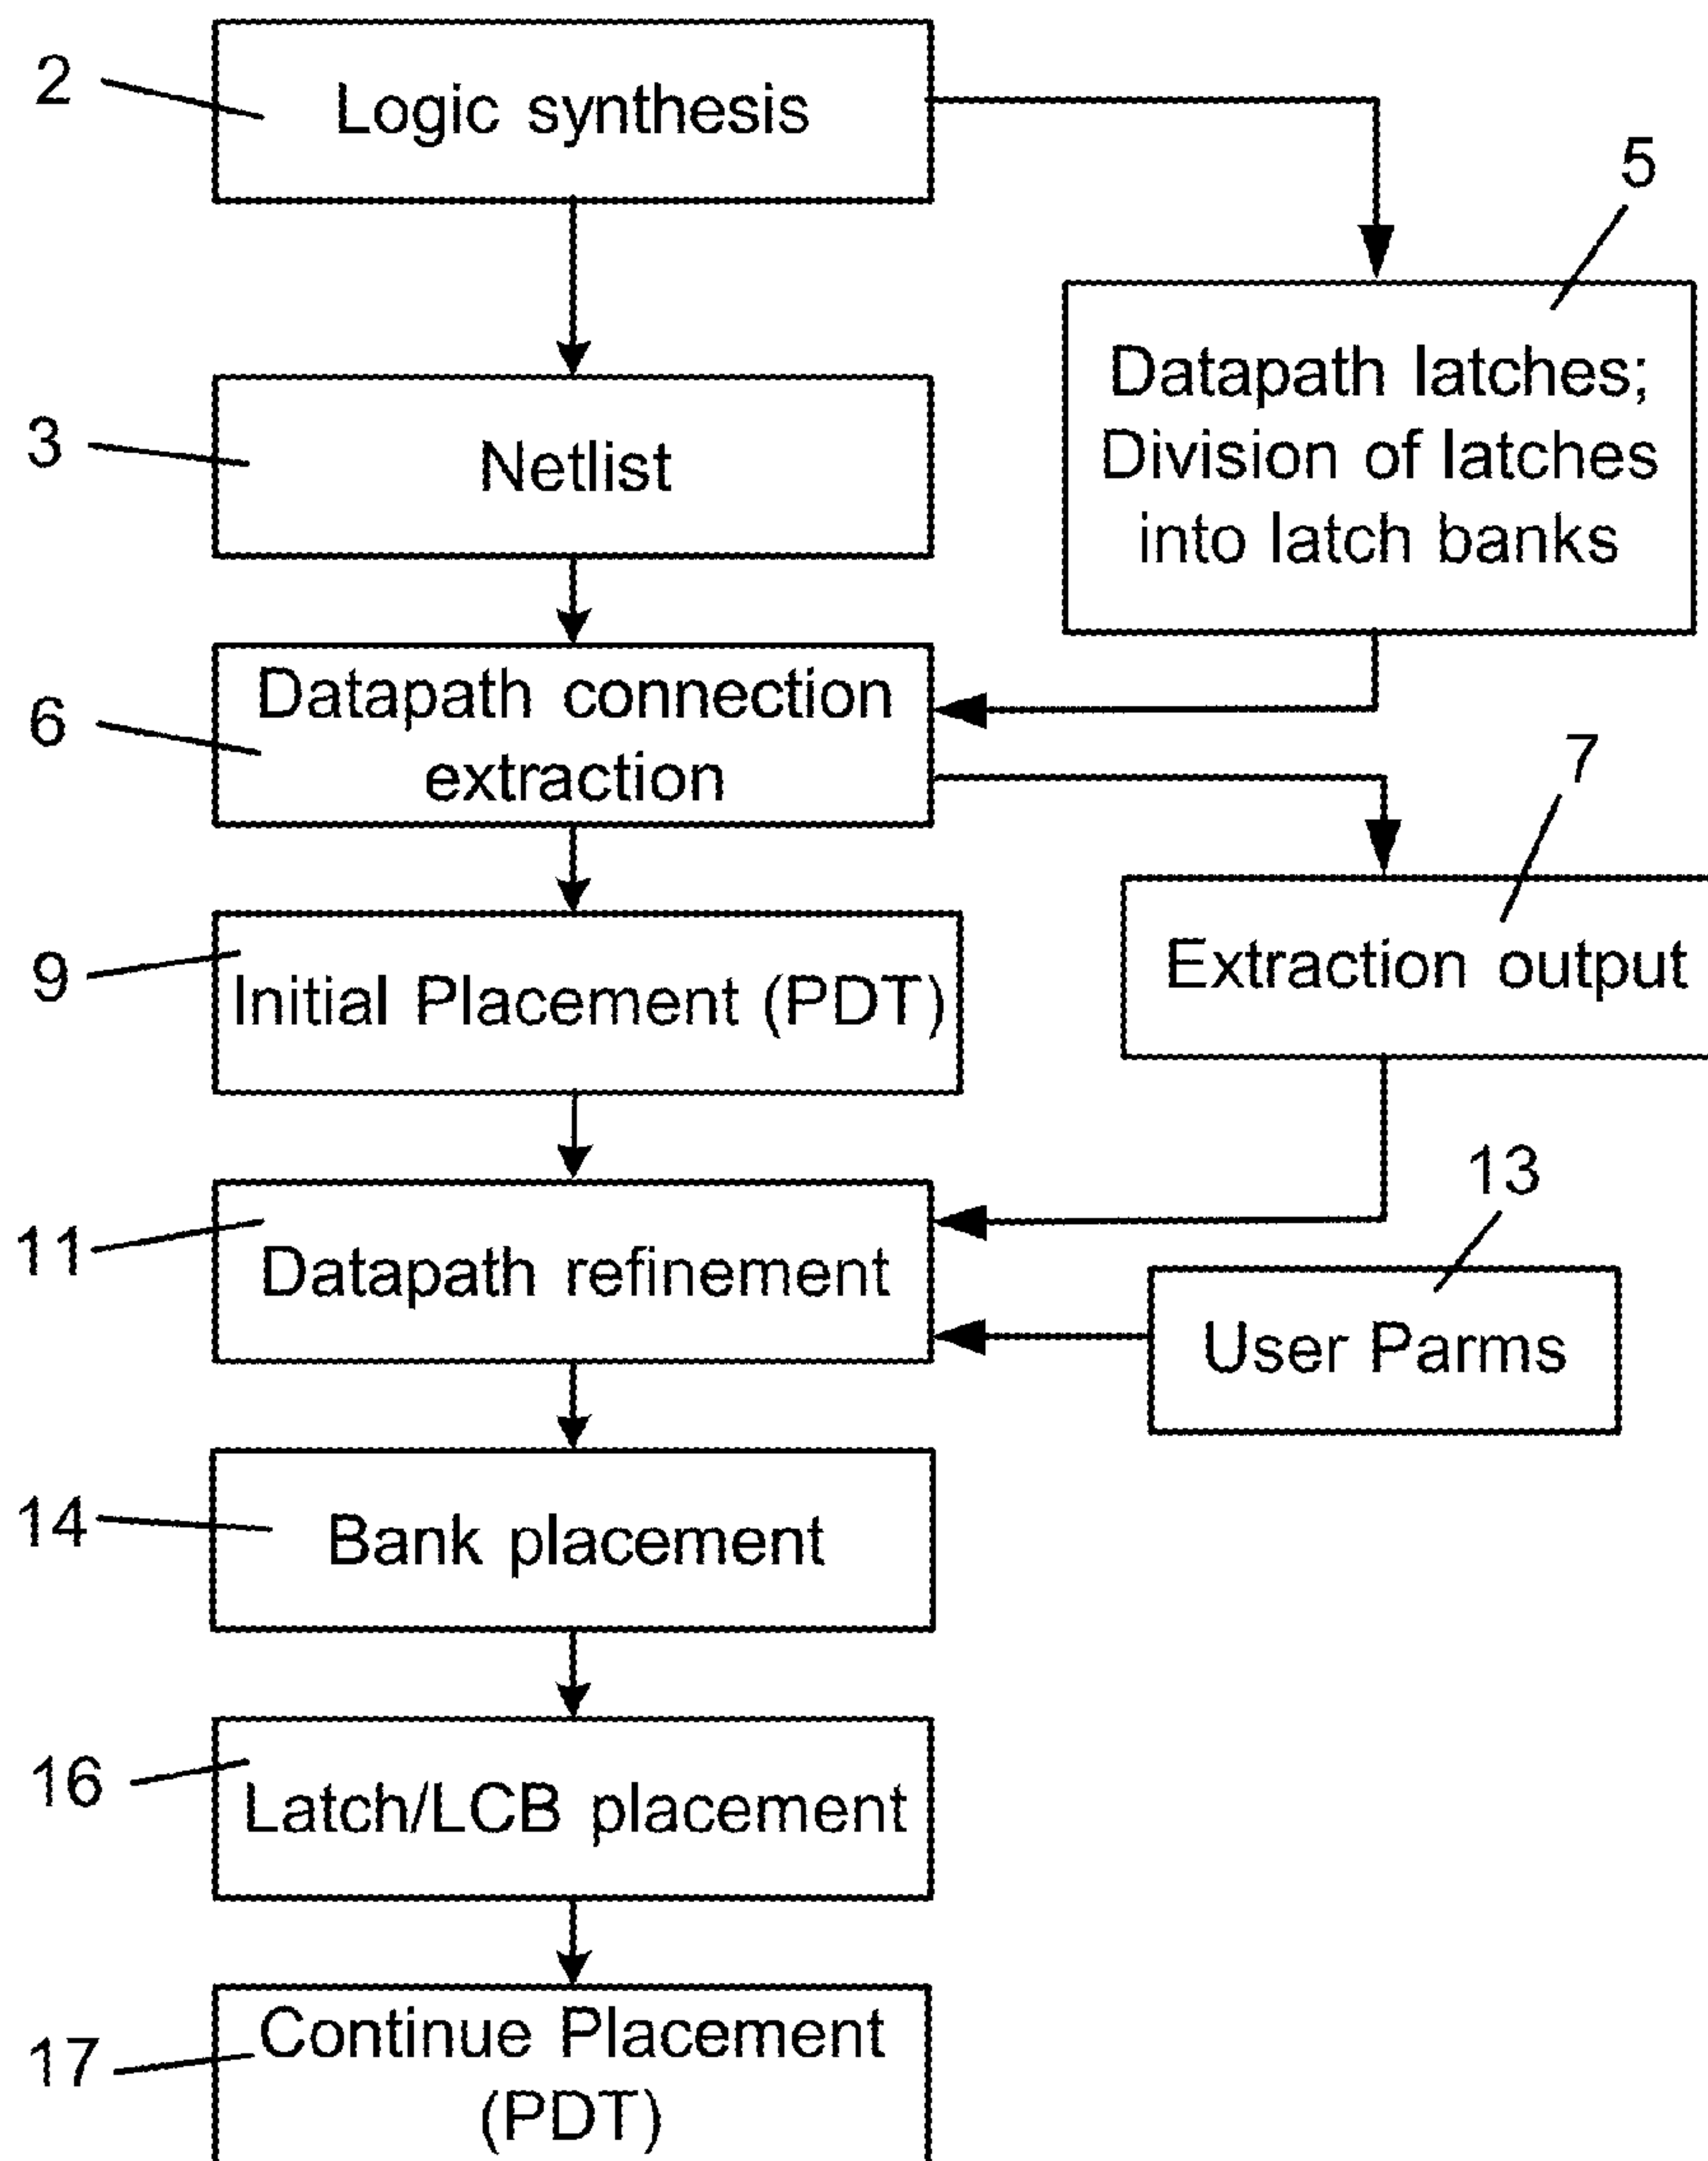 2
Logic synthesis
5
Datapath latches;
Division of latches
into latch banks
3
Netlist
6
Datapath connection
extraction
7
Extraction output
9
Initial Placement (PDT)
13
11
Datapath refinement
User Parms
14
Bank placement
16
Latch/LCB placement
17
Continue Placement
(PDT)